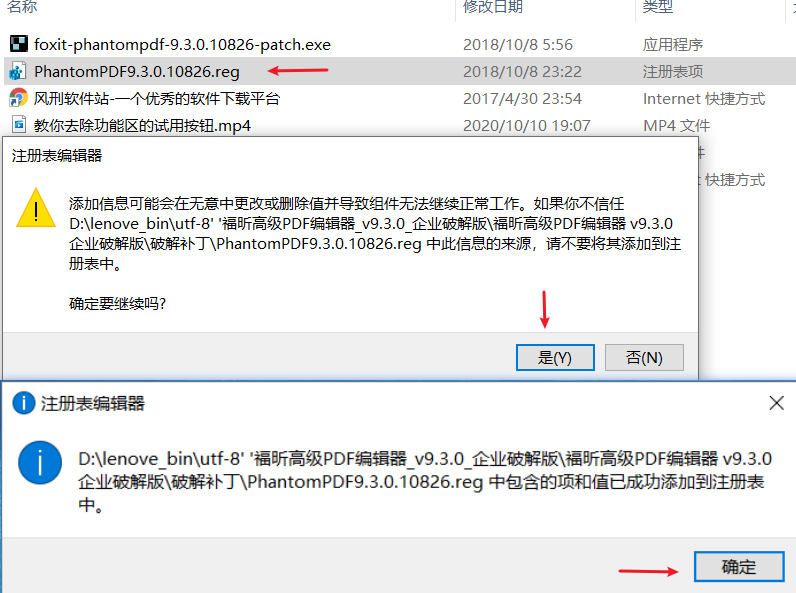 名称 修改日期 类型
foxit-phantompdf-9.3.0.10826-patch.exe 2018/10/8 5:56 应用程序
PhantomPDF9.3.0.10826.reg 2018/10/8 23:22 注册表项
风刑软件站-一个优秀的软件下载平台 2017/4/30 23:54 Internet 快捷方式
教你去除功能区的试用按钮.mp4 2020/10/10 19:07 MP4 文件
件
快捷方式
注册表编辑器
添加信息可能会在无意中更改或删除值并导致组件无法继续正常工作。如果你不信任
D:\lenove_bin\utf-8' '福昕高级PDF编辑器_v9.3.0_企业破解版\福昕高级PDF编辑器 v9.3.0
企业破解版\破解补丁\PhantomPDF9.3.0.10826.reg 中此信息的来源，请不要将其添加到注
册表中。
确定要继续吗?
是(Y) 否(N)
注册表编辑器
D:\lenove_bin\utf-8' '福昕高级PDF编辑器_v9.3.0_企业破解版\福昕高级PDF编辑器 v9.3.0
企业破解版\破解补丁\PhantomPDF9.3.0.10826.reg 中包含的项和值已成功添加到注册表
中。
确定